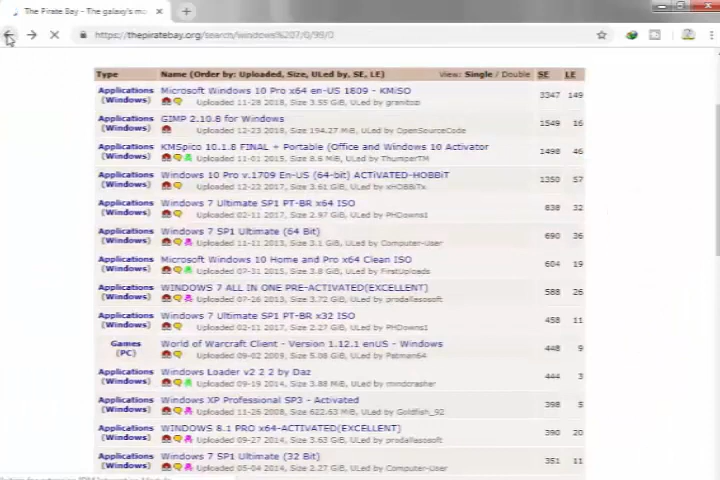 The Pirate Bay - The galaxy's mo
https://thepiratebay.org/search/windows%207/0/99/0
Type Name (Order by: Uploaded, Size, ULed by, SE, LE) View: Single / Double SE LE
Applications (Windows) Microsoft Windows 10 Pro x64 en-US 1809 - KMiSO 3347 149
Uploaded 11-28 2018, Size 3.55 GiB, ULed by
Applications (Windows) GIMP 2.10.8 for Windows 1549 16
Uploaded 12-23 2018, Size 194.27 MiB, ULed by OpenSourceCode
Applications (Windows) KMSpico 10.1.8 FINAL + Portable (Office and Windows 10 Activator 1498 46
Uploaded 11-01 2015, Size 8.6 MiB, ULed by ThumperTM
Applications (Windows) Windows 10 Pro v.1709 En-US (64-bit) ACTiVATED-HOBBiT 1350 57
Uploaded 12-22 2017, Size 3.61 GiB, ULed by xHOBBiTx
Applications (Windows) Windows 7 Ultimate SP1 PT-BR x64 ISO 838 32
Uploaded 02-11 2017, Size 2.97 GiB, ULed by PHDowns1
Applications (Windows) Windows 7 SP1 Ultimate (64 Bit) 690 36
Uploaded 11-11 2013, Size 3.1 GiB, ULed by Computer-User
Applications (Windows) Microsoft Windows 10 Home and Pro x64 Clean ISO 604 19
Uploaded 07-31 2015, Size 3.8 GiB, ULed by FirstUploads
Applications (Windows) WINDOWS 7 ALL IN ONE PRE-ACTIVATED(EXCELLENT) 588 26
Uploaded 07-16 2013, Size 3.72 GiB, ULed by prodallasosoft
Applications (Windows) Windows 7 Ultimate SP1 PT-BR x32 ISO 458 11
Uploaded 02-11 2017, Size 2.27 GiB, ULed by PHDowns1
Games (PC) World of Warcraft Client - Version 1.12.1 enUS - Windows 448 9
Uploaded 09-02 2009, Size 5.08 GiB, ULed by Patman64
Applications (Windows) Windows Loader v2 2 2 by Daz 444 3
Uploaded 09-19 2014, Size 3.88 MiB, ULed by mindcrasher
Applications (Windows) Windows XP Professional SP3 - Activated 398 5
Uploaded 11-26 2008, Size 622.63 MiB, ULed by Goldfish_92
Applications (Windows) WINDOWS 8.1 PRO x64-ACTIVATED(EXCELLENT) 390 20
Uploaded 09-27 2014, Size 3.63 GiB, ULed by prodallasosoft
Applications (Windows) Windows 7 SP1 Ultimate (32 Bit) 351 11
Uploaded 05-04 2014, Size 2.27 GiB, ULed by Computer-User